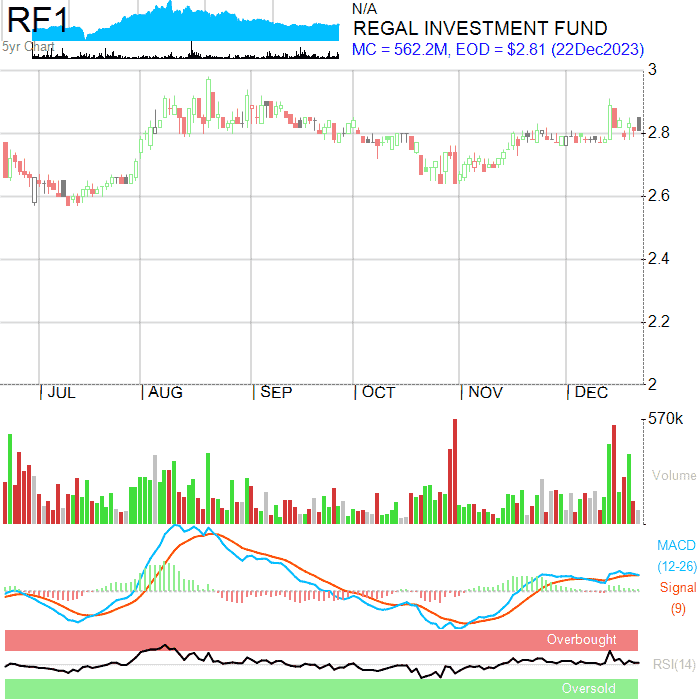 RF1
5yr Chart
N/A
REGAL INVESTMENT FUND
MC = 562.2M, EOD = $2.81 (22Dec2023)
3
2.8
2.6
2.4
2.2
2
JUL AUG SEP OCT NOV DEC
570k
Volume
MACD
(12-26)
Signal
(9)
Overbought
RSI(14)
Oversold